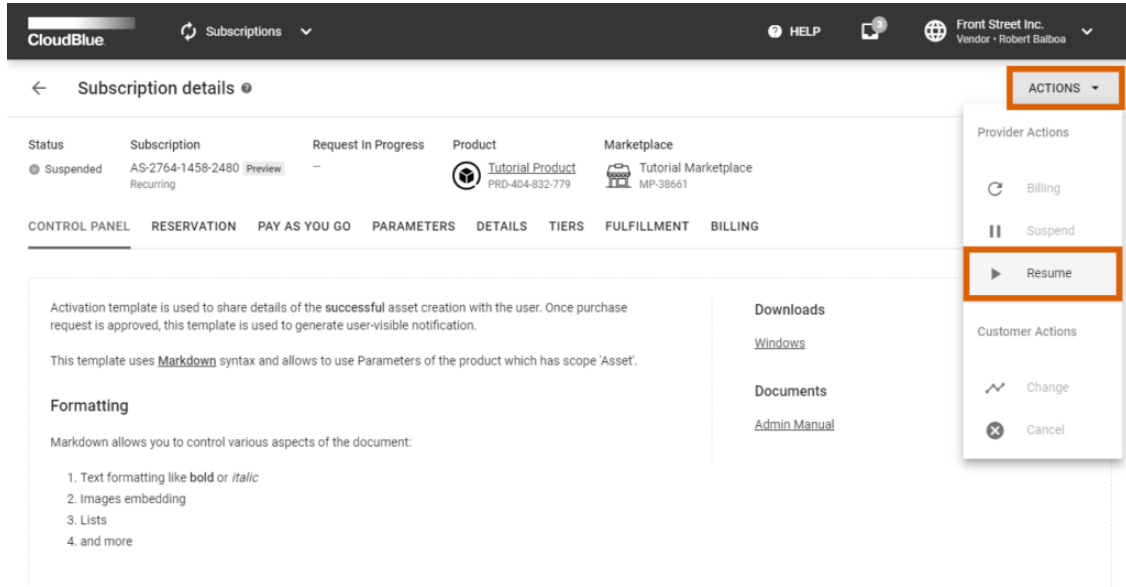 CloudBlue.
Subscriptions
HELP
3
Front Street Inc.
Vendor • Robert Balboa
Subscription details
ACTIONS
Status
Suspended
Subscription
AS-2764-1458-2480 Preview
Recurring
Request In Progress
–
Product
Tutorial Product
PRD-404-832-779
Marketplace
Tutorial Marketplace
MP-38661
CONTROL PANEL RESERVATION PAY AS YOU GO PARAMETERS DETAILS TIERS FULFILLMENT BILLING
Activation template is used to share details of the successful asset creation with the user. Once purchase
request is approved, this template is used to generate user-visible notification.
This template uses Markdown syntax and allows to use Parameters of the product which has scope 'Asset'.
Formatting
Markdown allows you to control various aspects of the document:
1. Text formatting like bold or italic
2. Images embedding
3. Lists
4. and more
Downloads
Windows
Documents
Admin Manual
Provider Actions
Billing
Suspend
Resume
Customer Actions
Change
Cancel